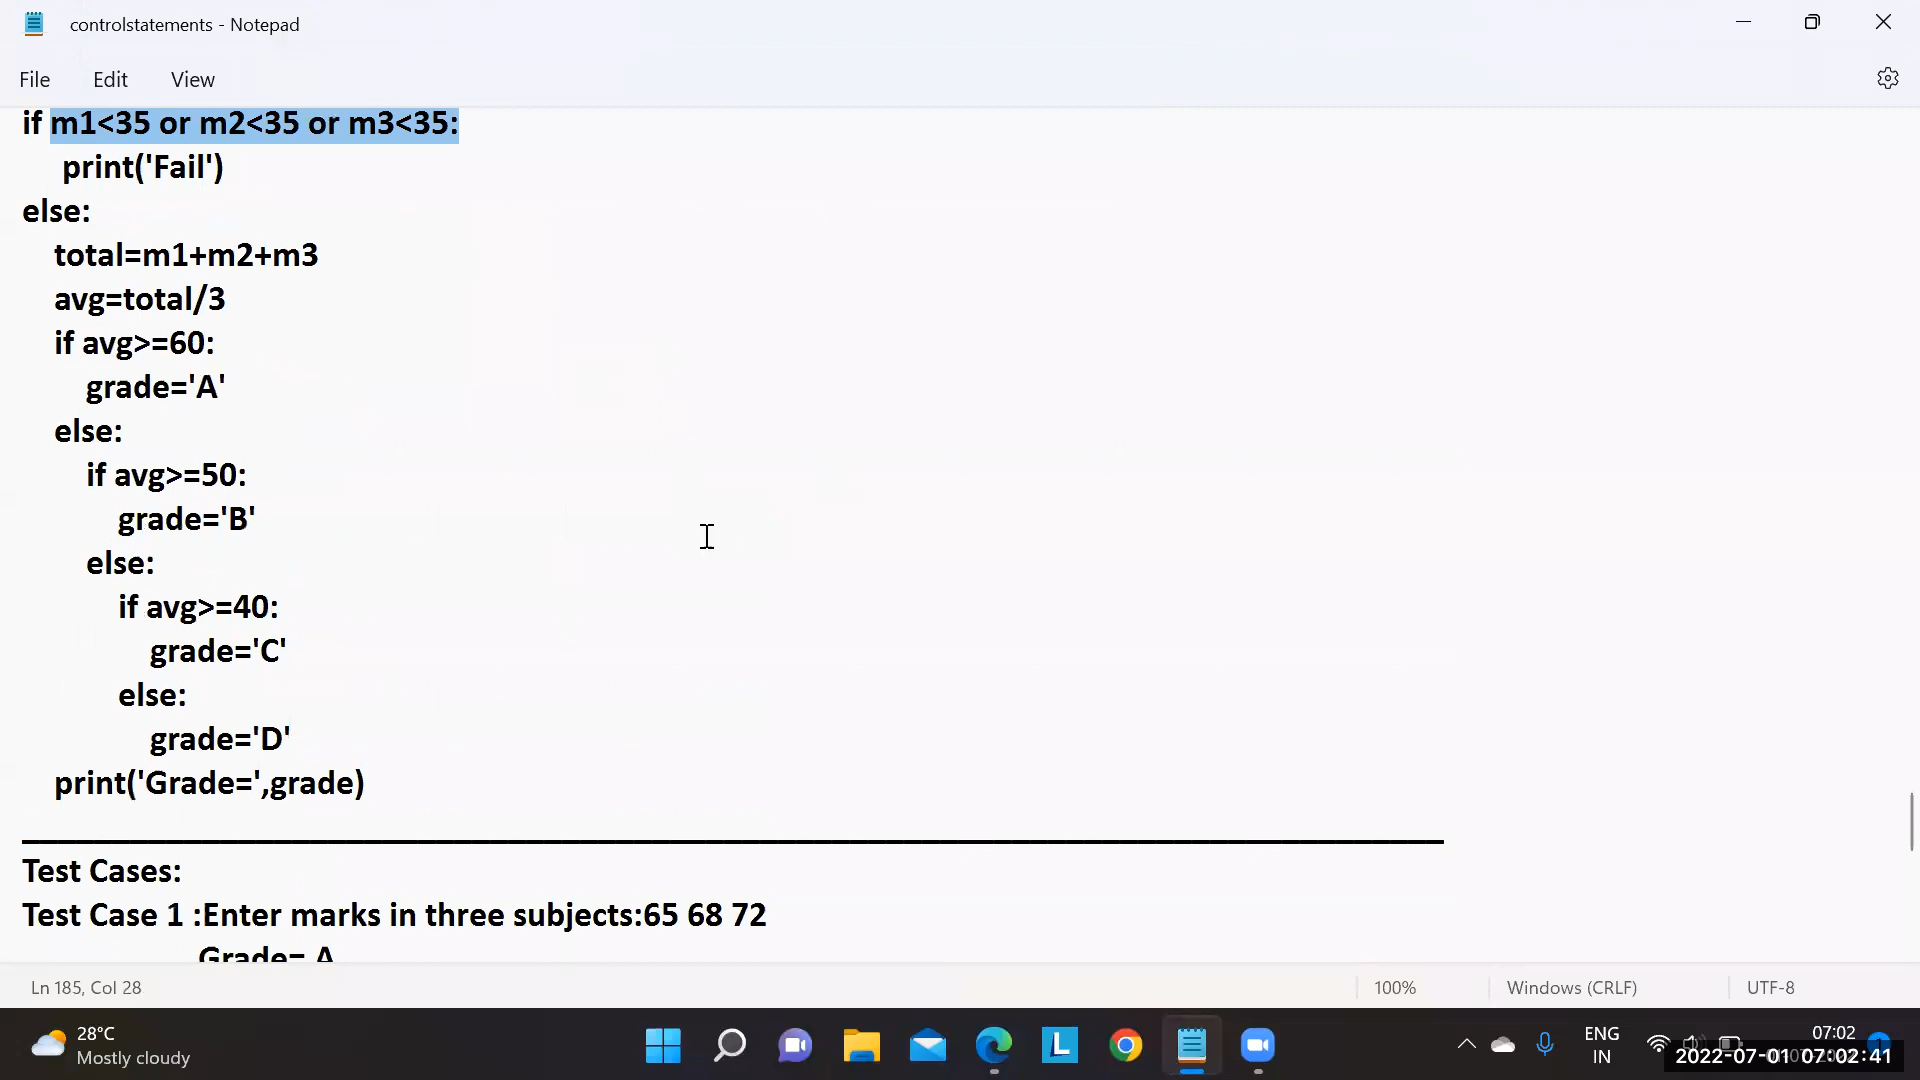 controlstatements - Notepad
File Edit View
if m1<35 or m2<35 or m3<35:
print('Fail')
else:
total=m1+m2+m3
avg=total/3
if avg>=60:
grade='A'
else:
if avg>=50:
grade='B'
else:
if avg>=40:
grade='C'
else:
grade='D'
print('Grade=',grade)
Test Cases:
Test Case 1 :Enter marks in three subjects:65 68 72
Grade= A
Ln 185, Col 28 100% Windows (CRLF) UTF-8
28°C
Mostly cloudy
L
ENG
IN
07:02
2022-07-01 07:02:41